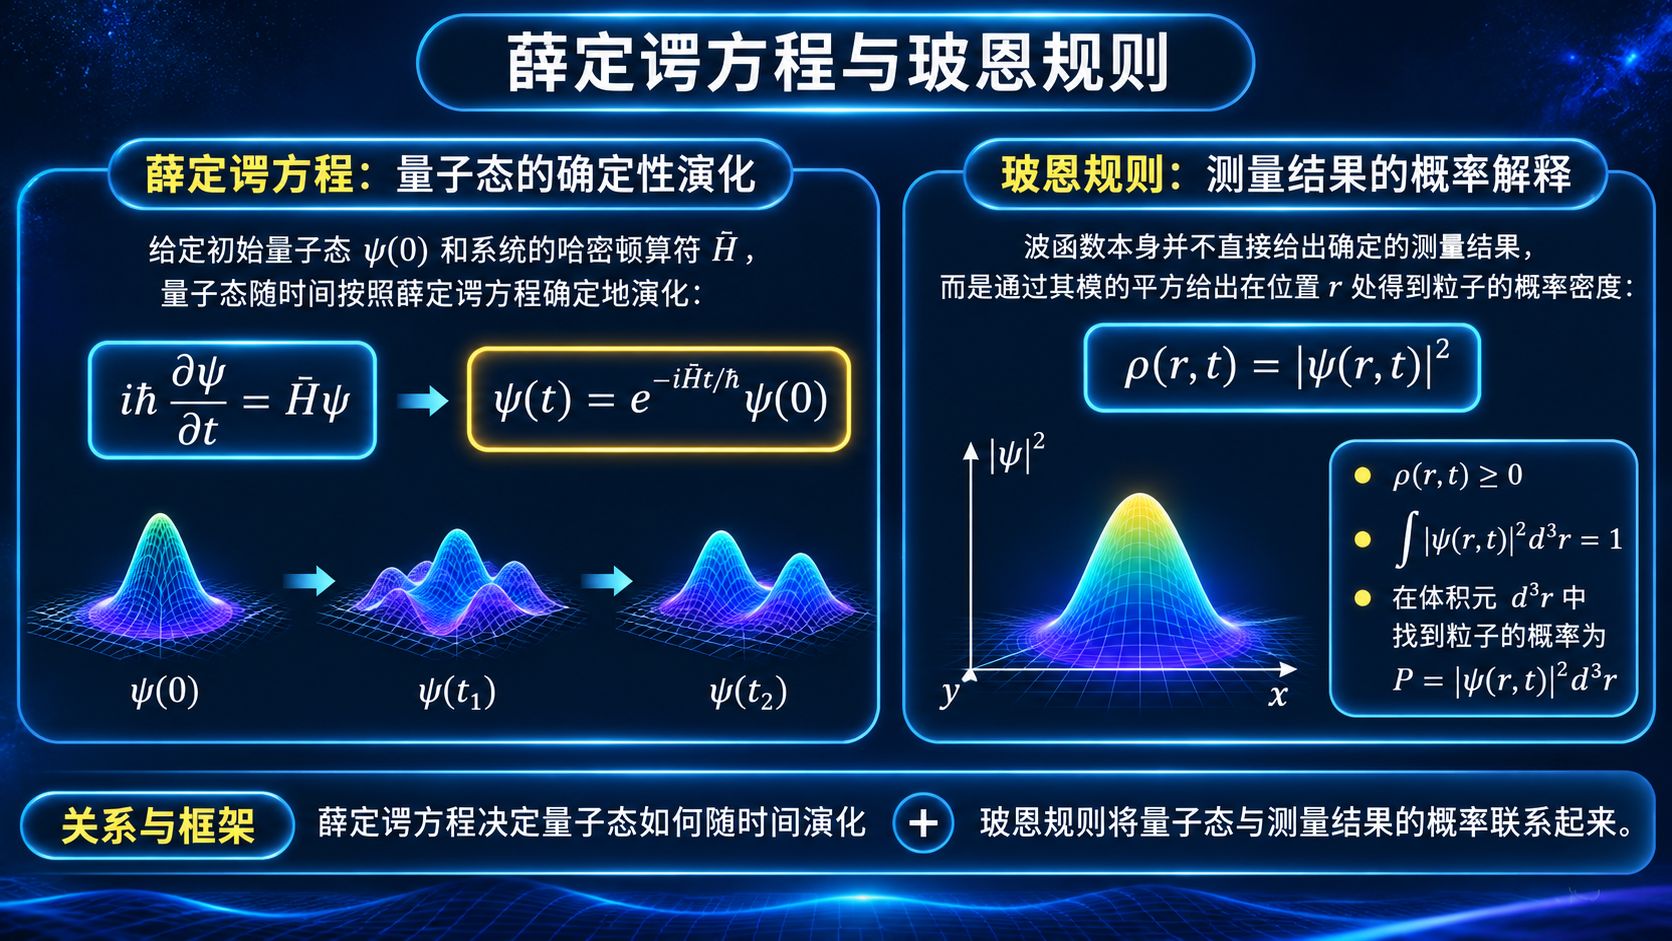 薛定谔方程与玻恩规则
薛定谔方程：量子态的确定性演化
给定初始量子态 ψ(0) 和系统的哈密顿算符 H̄，
量子态随时间按照薛定谔方程确定地演化：
iħ ∂ψ/∂t = H̄ψ
ψ(t) = e^{−iH̄t/ħ}ψ(0)
ψ(0)
ψ(t₁)
ψ(t₂)
玻恩规则：测量结果的概率解释
波函数本身并不直接给出确定的测量结果，
而是通过其模的平方给出在位置 r 处得到粒子的概率密度：
ρ(r, t) = |ψ(r, t)|²
|ψ|²
y
x
ρ(r, t) ≥ 0
∫|ψ(r, t)|²d³r = 1
在体积元 d³r 中
找到粒子的概率为
P = |ψ(r, t)|²d³r
关系与框架
薛定谔方程决定量子态如何随时间演化
+
玻恩规则将量子态与测量结果的概率联系起来。